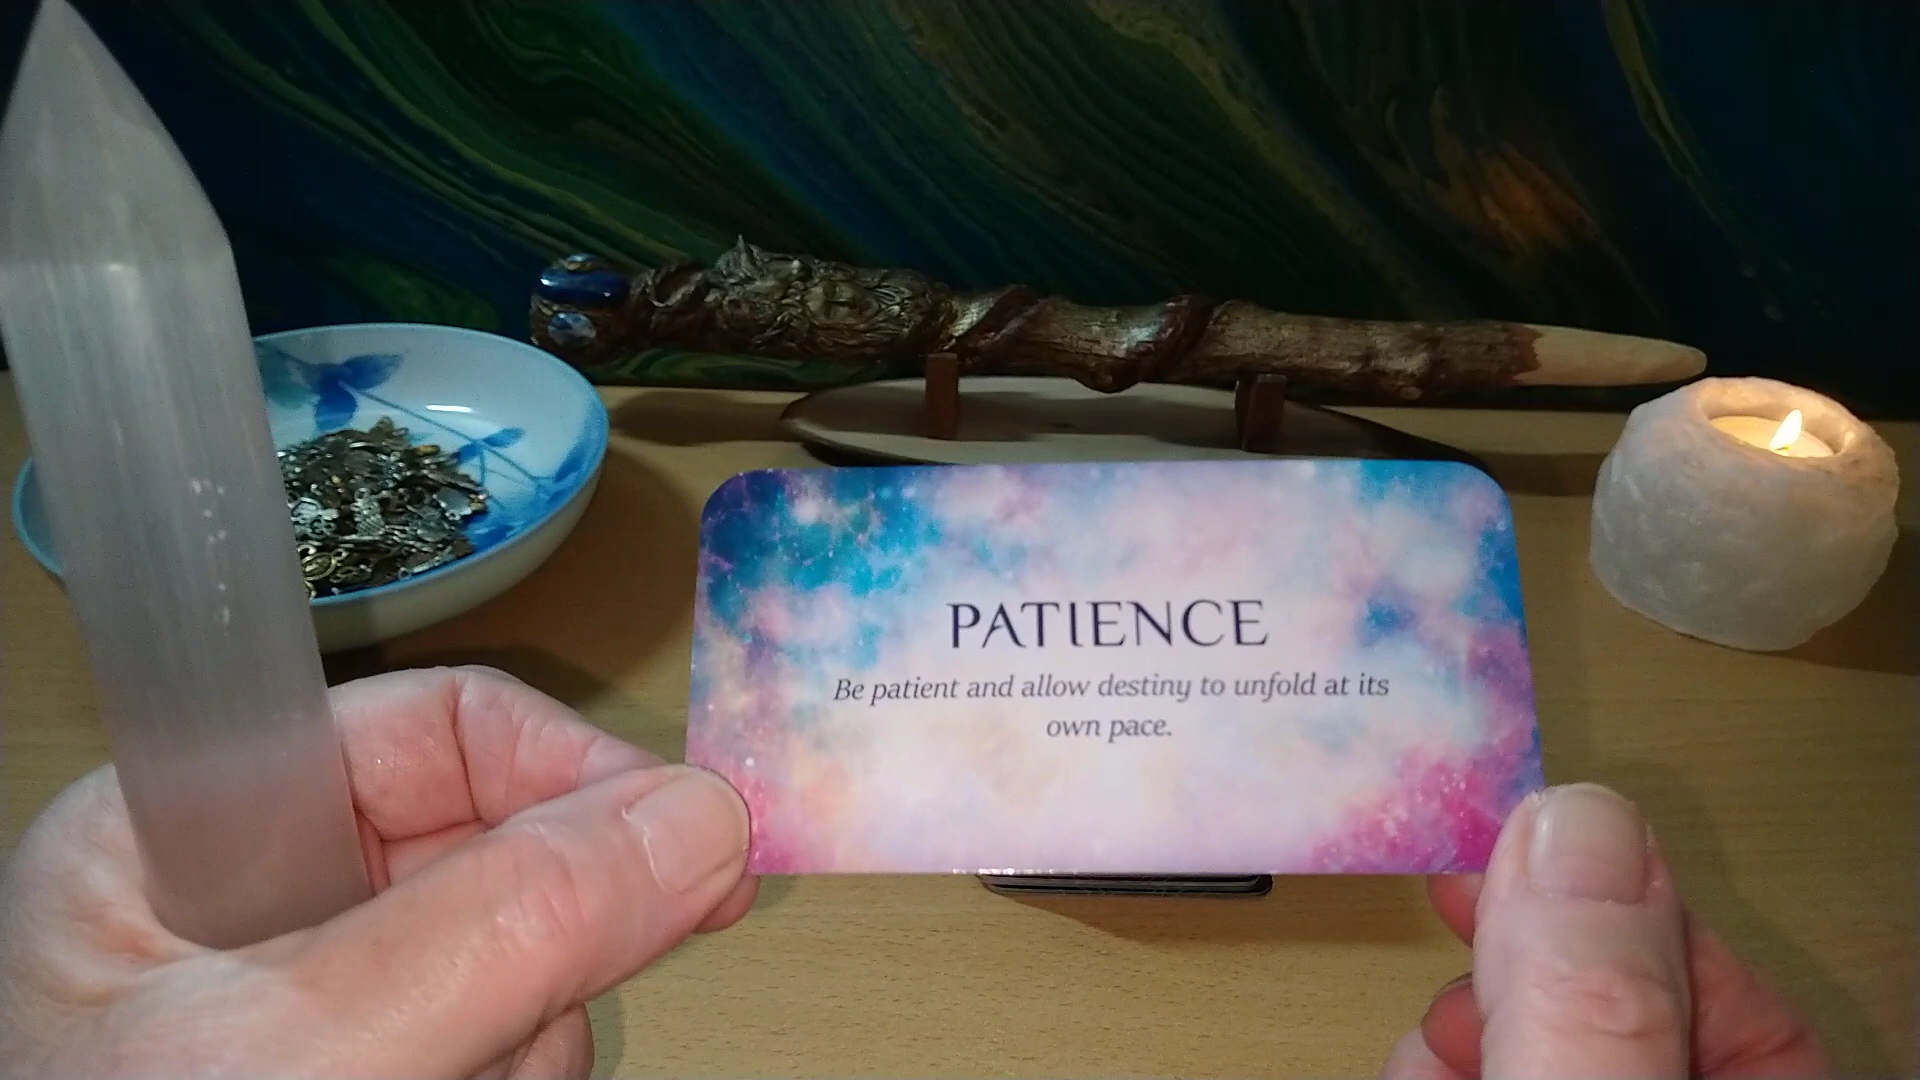 PATIENCE
Be patient and allow destiny to unfold at its
own pace.